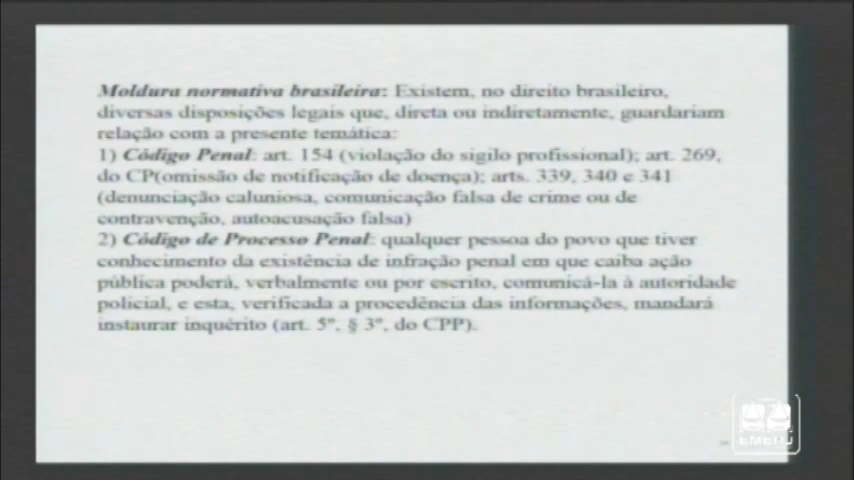 Moldura normativa brasileira: Existem, no direito brasileiro,
diversas disposições legais que, direta ou indiretamente, guardariam
relação com a presente temática:
1) Código Penal: art. 154 (violação do sigilo profissional); art. 269,
do CP(omissão de notificação de doença); arts. 339, 340 e 341
(denunciação caluniosa, comunicação falsa de crime ou de
contravenção, autoacusação falsa)
2) Código de Processo Penal: qualquer pessoa do povo que tiver
conhecimento da existência de infração penal em que caiba ação
pública poderá, verbalmente ou por escrito, comunicá-la à autoridade
policial, e esta, verificada a procedência das informações, mandará
instaurar inquérito (art. 5º, § 3º, do CPP).
EMERJ